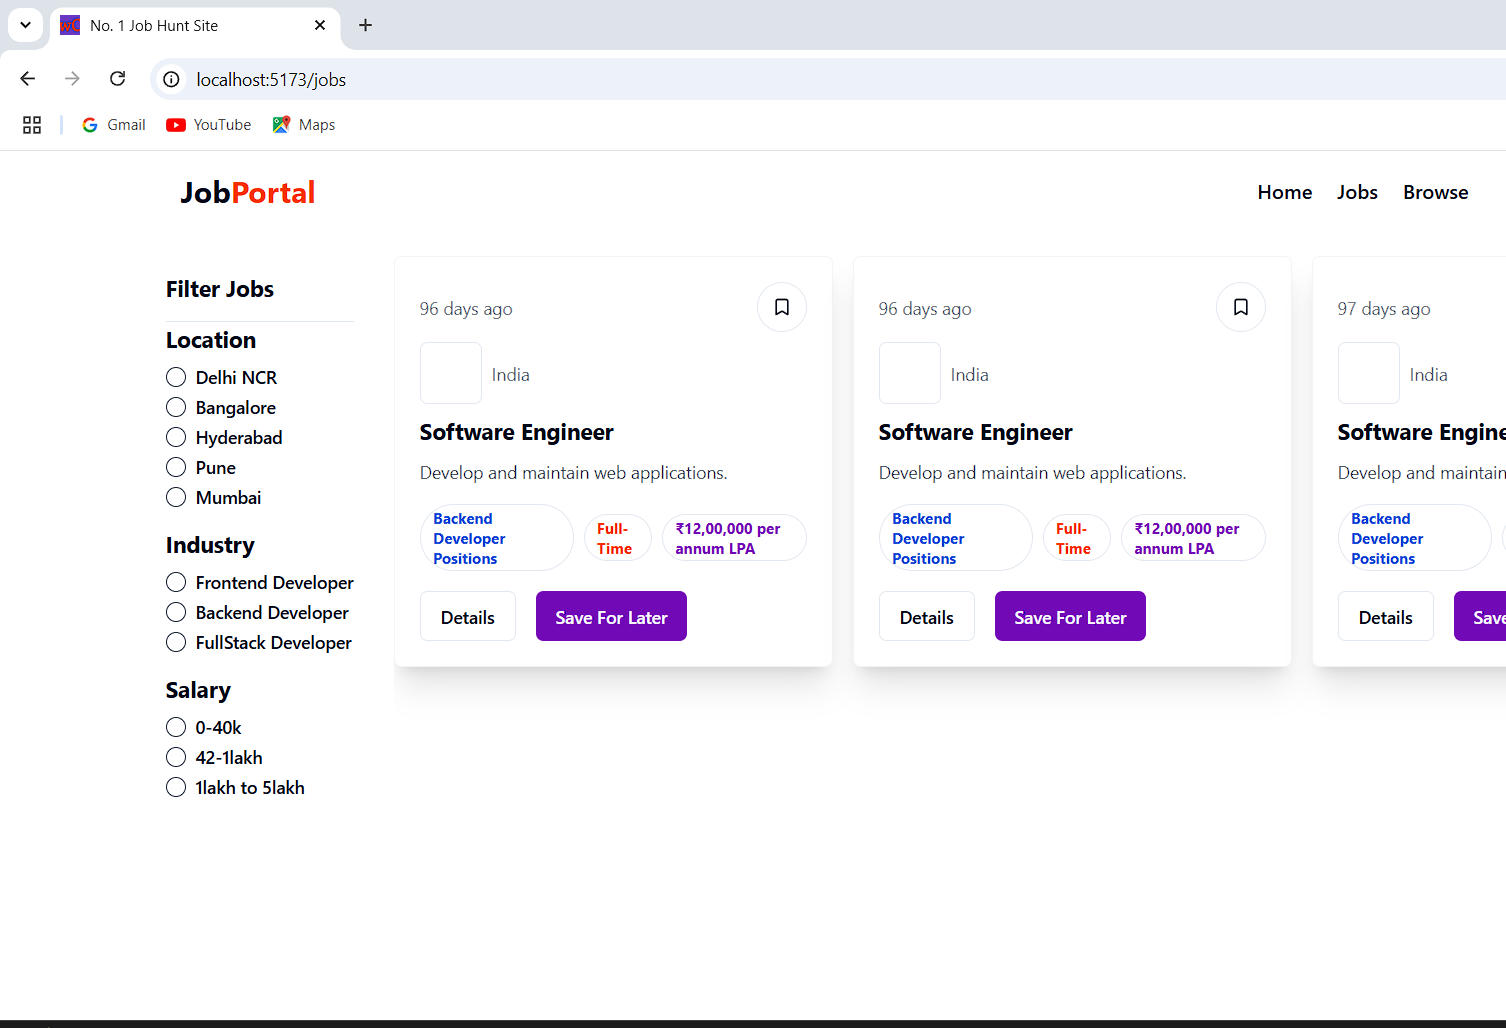 No. 1 Job Hunt Site
localhost:5173/jobs
Gmail YouTube Maps
JobPortal
Home Jobs Browse
Filter Jobs
Location
Delhi NCR
Bangalore
Hyderabad
Pune
Mumbai
Industry
Frontend Developer
Backend Developer
FullStack Developer
Salary
0-40k
42-1lakh
1lakh to 5lakh
96 days ago
India
Software Engineer
Develop and maintain web applications.
Backend
Developer
Positions
Full-
Time
₹12,00,000 per
annum LPA
Details
Save For Later
96 days ago
India
Software Engineer
Develop and maintain web applications.
Backend
Developer
Positions
Full-
Time
₹12,00,000 per
annum LPA
Details
Save For Later
97 days ago
India
Software Engine
Develop and maintain
Backend
Developer
Positions
Details
Save